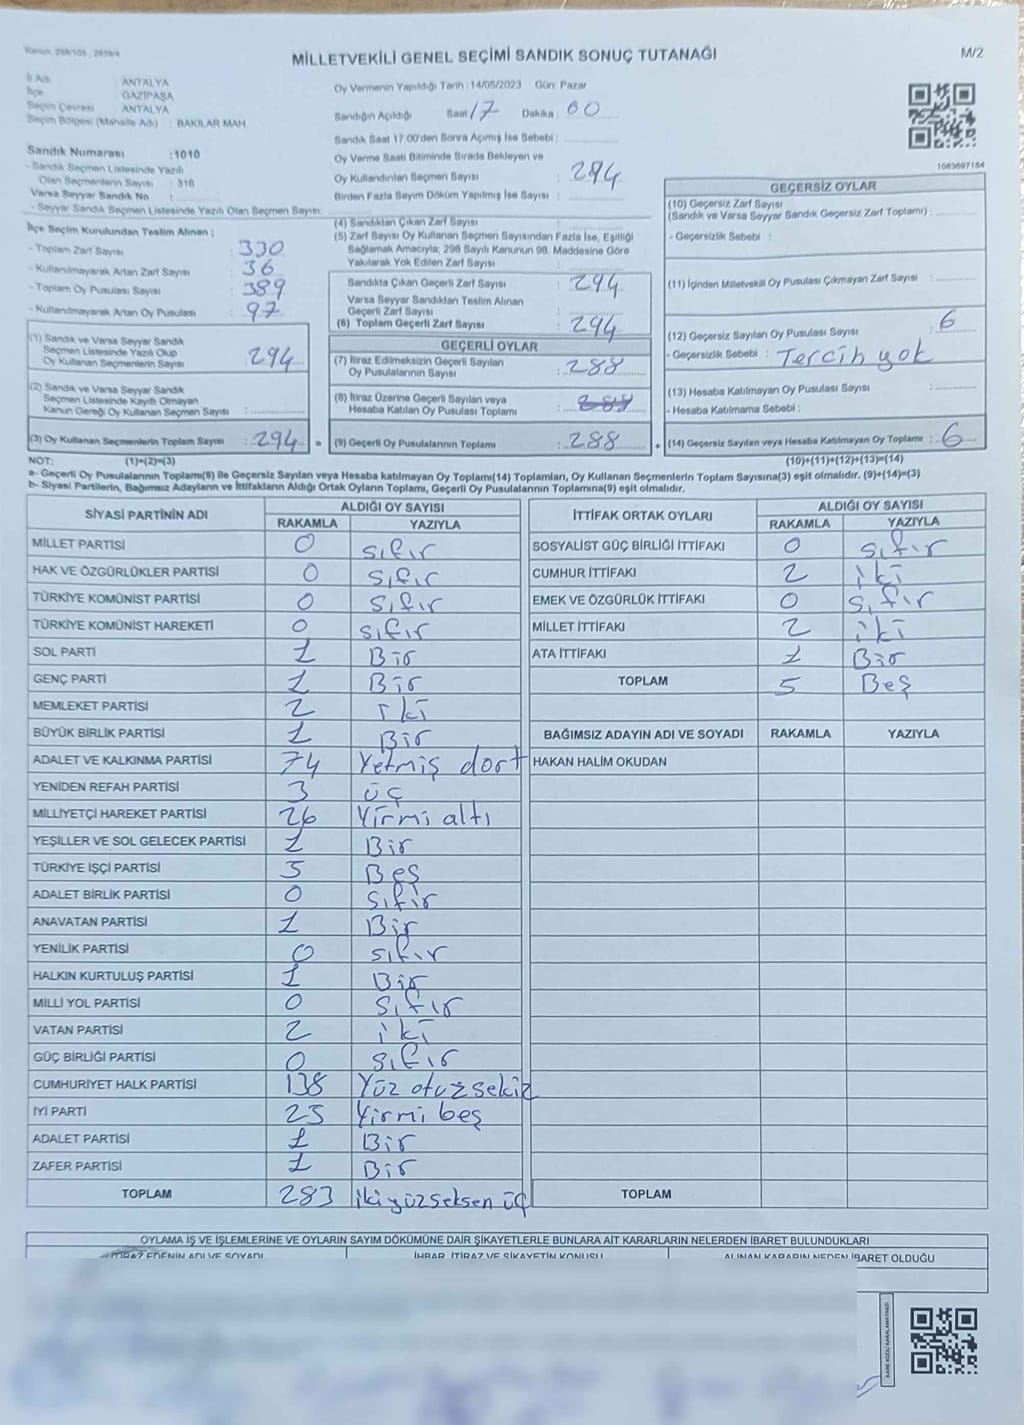 Kanun: 298/105 , 2839/4
MİLLETVEKİLİ GENEL SEÇİMİ SANDIK SONUÇ TUTANAĞI
M/2
İl Adı : ANTALYA
İlçe : GAZİPAŞA
Seçim Çevresi : ANTALYA
Seçim Bölgesi (Mahalle Adı) : BAKILAR MAH
Sandık Numarası : 1010
- Sandık Seçmen Listesinde Yazılı
Olan Seçmenlerin Sayısı : 316
Varsa Seyyar Sandık No :
- Seyyar Sandık Seçmen Listesinde Yazılı Olan Seçmen Sayısı:
Oy Vermenin Yapıldığı Tarih :14/05/2023 Gün: Pazar
Sandığın Açıldığı Saat 17 Dakika : 00
Sandık Saat 17.00'den Sonra Açımış İse Sebebi :
Oy Verme Saati Bitiminde Sırada Bekleyen ve
Oy Kullandırılan Seçmen Sayısı : 294
Birden Fazla Sayım Döküm Yapılmış İse Sayısı :
1083697184
İlçe Seçim Kurulundan Teslim Alınan ;
- Toplam Zarf Sayısı : 330
- Kullanılmayarak Artan Zarf Sayısı : 36
- Toplam Oy Pusulası Sayısı : 389
- Kullanılmayarak Artan Oy Pusulası : 97
(1) Sandık ve Varsa Seyyar Sandık
Seçmen Listesinde Yazılı Olup
Oy Kullanan Seçmenlerin Sayısı : 294
(2) Sandık ve Varsa Seyyar Sandık
Seçmen Listesinde Kayıtlı Olmayan
Kanun Gereği Oy Kullanan Seçmen Sayısı :
(3) Oy Kullanan Seçmenlerin Toplam Sayısı : 294 =
(4) Sandıktan Çıkan Zarf Sayısı :
(5) Zarf Sayısı Oy Kullanan Seçmen Sayısından Fazla İse, Eşitliği
Sağlamak Amacıyla; 298 Sayılı Kanunun 98. Maddesine Göre
Yakılarak Yok Edilen Zarf Sayısı :
Sandıkta Çıkan Geçerli Zarf Sayısı : 294
Varsa Seyyar Sandıktan Teslim Alınan
Geçerli Zarf Sayısı :
(6) Toplam Geçerli Zarf Sayısı : 294
GEÇERLİ OYLAR
(7) İtiraz Edilmeksizin Geçerli Sayılan
Oy Pusulalarının Sayısı : 288
(8) İtiraz Üzerine Geçerli Sayılan veya
Hesaba Katılan Oy Pusulası Toplamı : 288
(9) Geçerli Oy Pusulalarının Toplamı : 288 +
GEÇERSİZ OYLAR
(10) Geçersiz Zarf Sayısı
(Sandık ve Varsa Seyyar Sandık Geçersiz Zarf Toplamı) :
- Geçersizlik Sebebi :
(11) İçinden Milletvekili Oy Pusulası Çıkmayan Zarf Sayısı :
(12) Geçersiz Sayılan Oy Pusulası Sayısı : 6
- Geçersizlik Sebebi : Tercih yok
(13) Hesaba Katılmayan Oy Pusulası Sayısı :
- Hesaba Katılmama Sebebi :
(14) Geçersiz Sayılan veya Hesaba Katılmayan Oy Toplamı : 6
NOT: (1)+(2)=(3) (10)+(11)+(12)+(13)=(14)
a- Geçerli Oy Pusulalarının Toplamı(9) ile Geçersiz Sayılan veya Hesaba katılmayan Oy Toplamı(14) Toplamları, Oy Kullanan Seçmenlerin Toplam Sayısına(3) eşit olmalıdır. (9)+(14)=(3)
b- Siyasi Partilerin, Bağımsız Adayların ve İttifakların Aldığı Ortak Oyların Toplamı, Geçerli Oy Pusulalarının Toplamına(9) eşit olmalıdır.
SİYASİ PARTİNİN ADI ALDIĞI OY SAYISI
RAKAMLA YAZIYLA
MİLLET PARTİSİ 0 sıfır
HAK VE ÖZGÜRLÜKLER PARTİSİ 0 sıfır
TÜRKİYE KOMÜNİST PARTİSİ 0 sıfır
TÜRKİYE KOMÜNİST HAREKETİ 0 sıfır
SOL PARTİ 1 Bir
GENÇ PARTİ 1 Bir
MEMLEKET PARTİSİ 2 iki
BÜYÜK BİRLİK PARTİSİ 1 Bir
ADALET VE KALKINMA PARTİSİ 74 Yetmiş dort
YENİDEN REFAH PARTİSİ 3 üç
MİLLİYETÇİ HAREKET PARTİSİ 26 Yirmi altı
YEŞİLLER VE SOL GELECEK PARTİSİ 1 Bir
TÜRKİYE İŞÇİ PARTİSİ 5 Beş
ADALET BİRLİK PARTİSİ 0 sıfır
ANAVATAN PARTİSİ 1 Bir
YENİLİK PARTİSİ 0 sıfır
HALKIN KURTULUŞ PARTİSİ 1 Bir
MİLLİ YOL PARTİSİ 0 sıfır
VATAN PARTİSİ 2 iki
GÜÇ BİRLİĞİ PARTİSİ 0 sıfır
CUMHURİYET HALK PARTİSİ 138 Yüz otuz sekiz
İYİ PARTİ 25 Yirmi beş
ADALET PARTİSİ 1 Bir
ZAFER PARTİSİ 1 Bir
TOPLAM 283 iki yüz seksen üç
İTTİFAK ORTAK OYLARI ALDIĞI OY SAYISI
RAKAMLA YAZIYLA
SOSYALİST GÜÇ BİRLİĞİ İTTİFAKI 0 sıfır
CUMHUR İTTİFAKI 2 iki
EMEK VE ÖZGÜRLÜK İTTİFAKI 0 sıfır
MİLLET İTTİFAKI 2 iki
ATA İTTİFAKI 1 Bir
TOPLAM 5 Beş
BAĞIMSIZ ADAYIN ADI VE SOYADI RAKAMLA YAZIYLA
HAKAN HALİM OKUDAN
TOPLAM
OYLAMA İŞ VE İŞLEMLERİNE VE OYLARIN SAYIM DÖKÜMÜNE DAİR ŞİKAYETLERLE BUNLARA AİT KARARLARIN NELERDEN İBARET BULUNDUKLARI
İTİRAZ EDENİN ADI VE SOYADI İHBAR, İTİRAZ VE ŞİKAYETİN KONUSU ALINAN KARARIN NEDEN İBARET OLDUĞU
KARE KODU KARALAMAYINIZ!